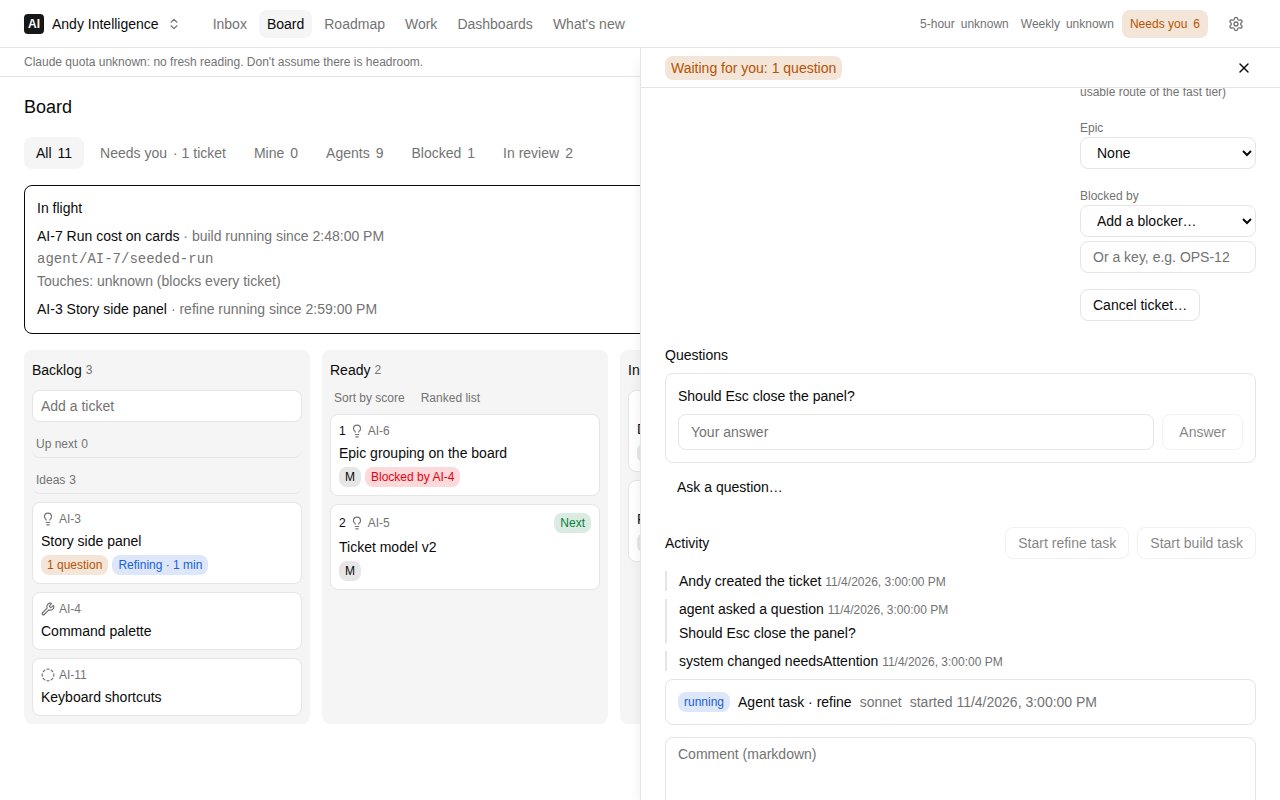 AI Andy Intelligence Inbox Board Roadmap Work Dashboards What's new 5-hour unknown Weekly unknown Needs you 6
Claude quota unknown: no fresh reading. Don't assume there is headroom.
Board
All 11 Needs you · 1 ticket Mine 0 Agents 9 Blocked 1 In review 2
In flight
AI-7 Run cost on cards · build running since 2:48:00 PM
agent/AI-7/seeded-run
Touches: unknown (blocks every ticket)
AI-3 Story side panel · refine running since 2:59:00 PM
Backlog 3
Add a ticket
Up next 0
Ideas 3
AI-3
Story side panel
1 question Refining · 1 min
AI-4
Command palette
AI-11
Keyboard shortcuts
Ready 2
Sort by score Ranked list
1 AI-6
Epic grouping on the board
M Blocked by AI-4
2 AI-5 Next
Ticket model v2
M
In
Waiting for you: 1 question
usable route of the fast tier)
Epic
None
Blocked by
Add a blocker…
Or a key, e.g. OPS-12
Cancel ticket…
Questions
Should Esc close the panel?
Your answer Answer
Ask a question…
Activity Start refine task Start build task
Andy created the ticket 11/4/2026, 3:00:00 PM
agent asked a question 11/4/2026, 3:00:00 PM
Should Esc close the panel?
system changed needsAttention 11/4/2026, 3:00:00 PM
running Agent task · refine sonnet started 11/4/2026, 3:00:00 PM
Comment (markdown)